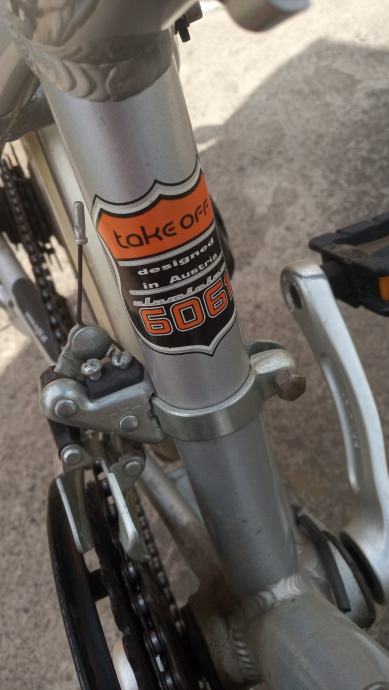 take off
designed
in Austria
aluminium
6061